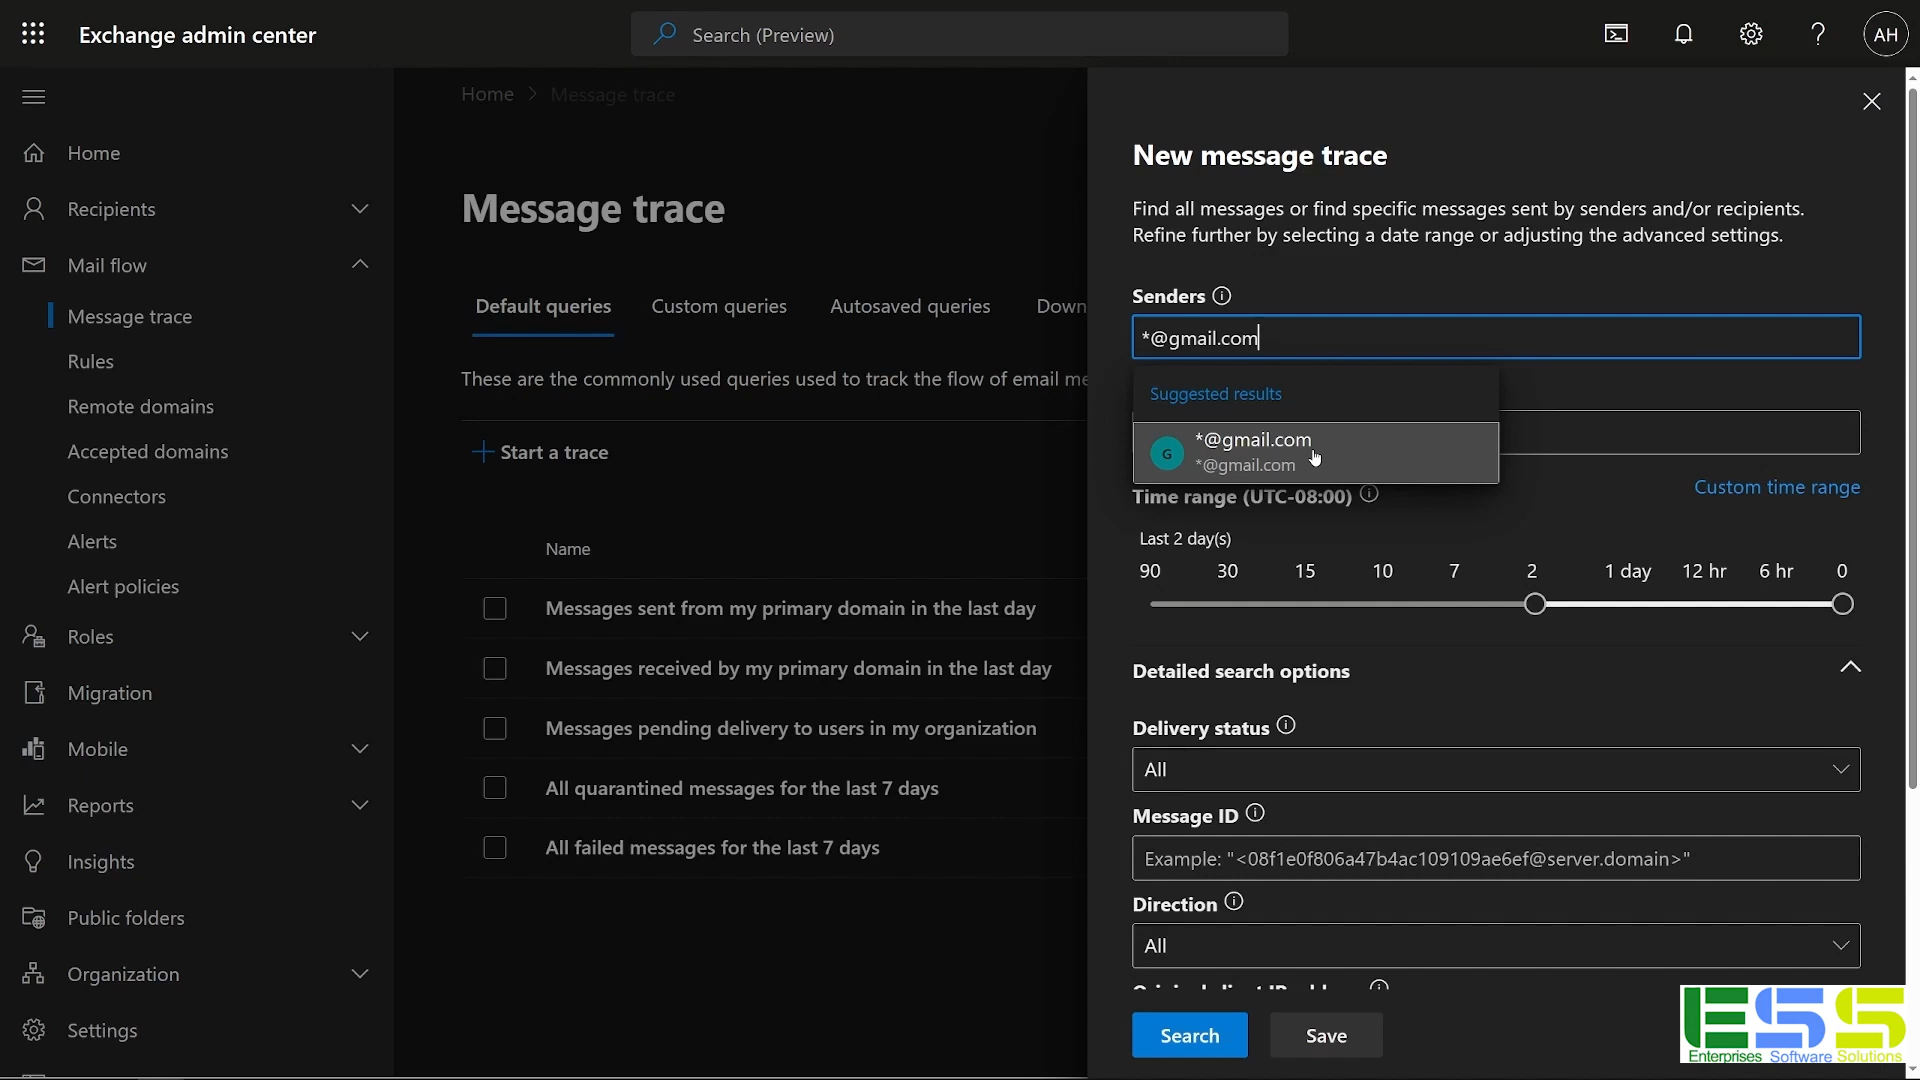 Exchange admin center
Search (Preview)
AH
Home
Recipients
Mail flow
Message trace
Rules
Remote domains
Accepted domains
Connectors
Alerts
Alert policies
Roles
Migration
Mobile
Reports
Insights
Public folders
Organization
Settings
Home > Message trace
Message trace
Default queries
Custom queries
Autosaved queries
Down
These are the commonly used queries used to track the flow of email me
Start a trace
Name
Messages sent from my primary domain in the last day
Messages received by my primary domain in the last day
Messages pending delivery to users in my organization
All quarantined messages for the last 7 days
All failed messages for the last 7 days
New message trace
Find all messages or find specific messages sent by senders and/or recipients.
Refine further by selecting a date range or adjusting the advanced settings.
Senders
*@gmail.com
Suggested results
G
*@gmail.com
*@gmail.com
Time range (UTC-08:00)
Custom time range
Last 2 day(s)
90 30 15 10 7 2 1 day 12 hr 6 hr 0
Detailed search options
Delivery status
All
Message ID
Example: "<08f1e0f806a47b4ac109109ae6ef@server.domain>"
Direction
All
Search
Save
ESS
Enterprises Software Solutions